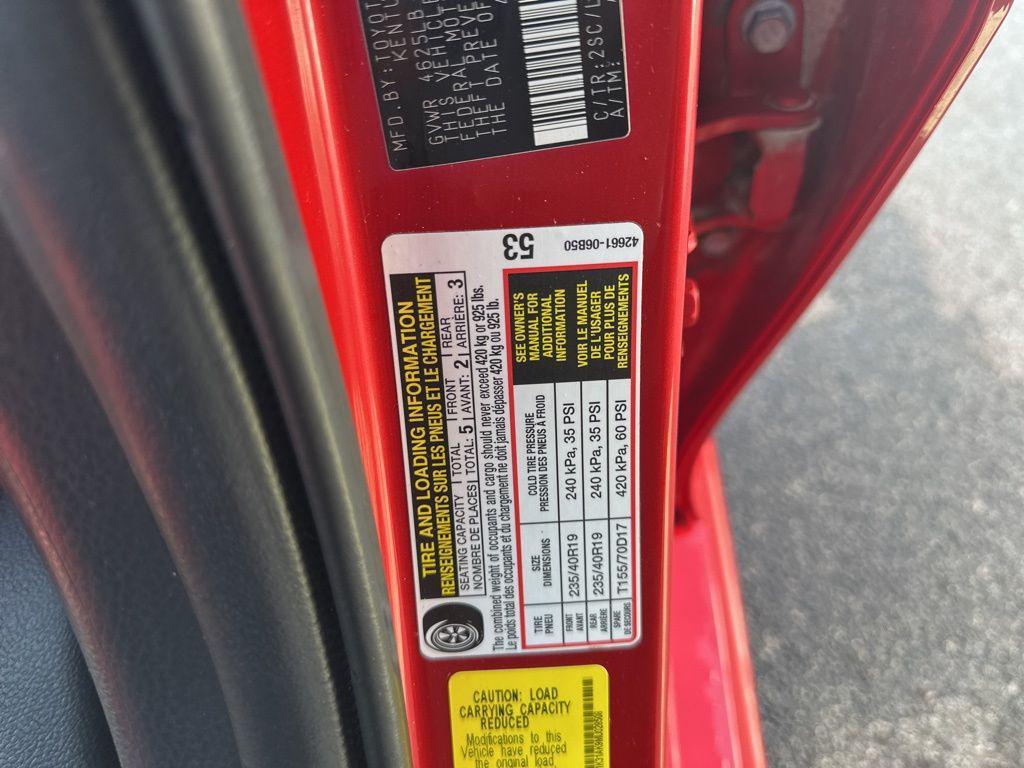 MFD. BY: TOYOT
KENTU
GVWR 4625LB
THIS VEHICLE
FEDERAL MOT
THEFT PREVE
THE DATE OF
C/TR: 2SC/L
A/TM:
53
42661-06B50
TIRE AND LOADING INFORMATION
RENSEIGNEMENTS SUR LES PNEUS ET LE CHARGEMENT
SEATING CAPACITY | TOTAL | FRONT | REAR
NOMBRE DE PLACES | TOTAL: 5 | AVANT: 2 | ARRIÈRE: 3
The combined weight of occupants and cargo should never exceed 420 kg or 925 lbs.
Le poids total des occupants et du chargement ne doit jamais dépasser 420 kg ou 925 lb.
TIRE
PNEU
SIZE
DIMENSIONS
COLD TIRE PRESSURE
PRESSION DES PNEUS À FROID
FRONT
AVANT
235/40R19
240 kPa, 35 PSI
REAR
ARRIÈRE
235/40R19
240 kPa, 35 PSI
SPARE
DE SECOURS
T155/70D17
420 kPa, 60 PSI
SEE OWNER'S
MANUAL FOR
ADDITIONAL
INFORMATION
VOIR LE MANUEL
DE L'USAGER
POUR PLUS DE
RENSEIGNEMENTS
CAUTION: LOAD
CARRYING CAPACITY
REDUCED
Modifications to this
Vehicle have reduced
the original load